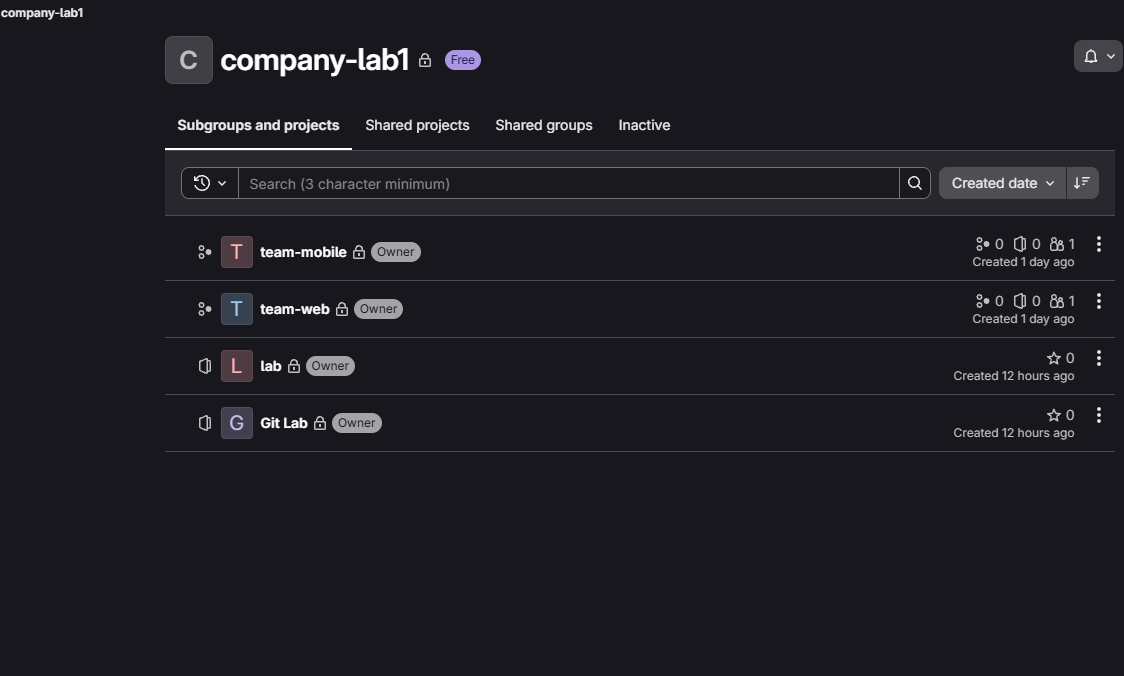 company-lab1
C company-lab1 Free
Subgroups and projects Shared projects Shared groups Inactive
Search (3 character minimum) Created date
T team-mobile Owner 0 0 1
Created 1 day ago
T team-web Owner 0 0 1
Created 1 day ago
L lab Owner 0
Created 12 hours ago
G Git Lab Owner 0
Created 12 hours ago